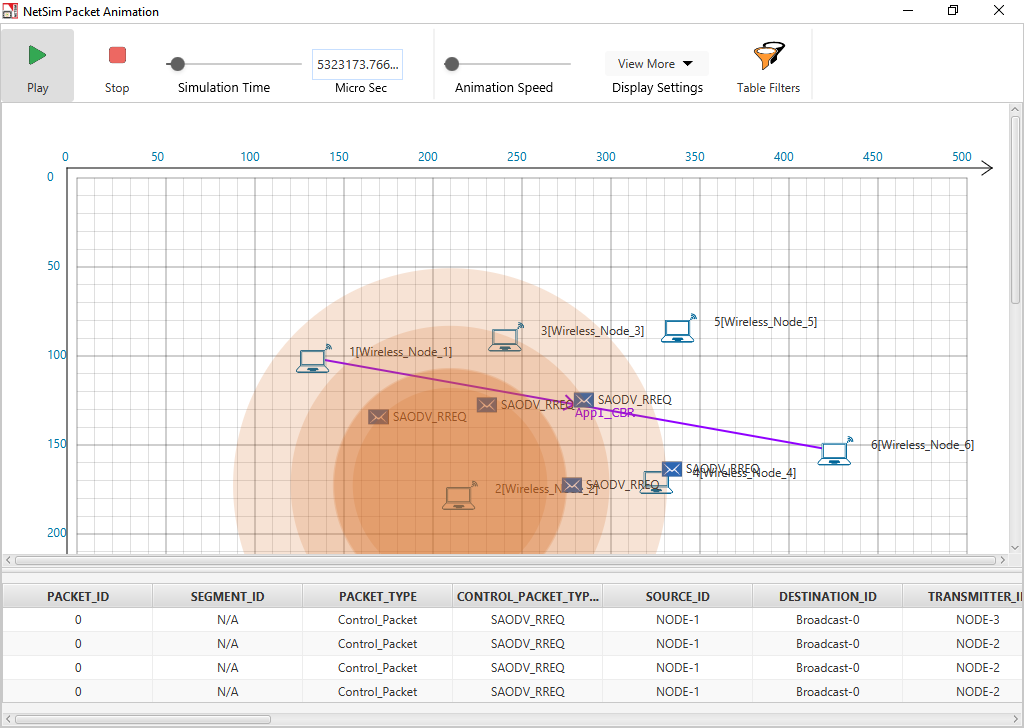 NetSim Packet Animation
Play
Stop
Simulation Time
5323173.766...
Micro Sec
Animation Speed
View More
Display Settings
Table Filters
0 50 100 150 200 250 300 350 400 450 500
0
50
100
150
200
5[Wireless_Node_5]
3[Wireless_Node_3]
1[Wireless_Node_1]
SAODV_RREQ
SAODV_RREQ
App1_CBR
SAODV_RREQ
6[Wireless_Node_6]
SAODV_RREQ
4[Wireless_Node_4]
SAODV_RREQ
2[Wireless_Node_2]
PACKET_ID SEGMENT_ID PACKET_TYPE CONTROL_PACKET_TYP... SOURCE_ID DESTINATION_ID TRANSMITTER_I
0 N/A Control_Packet SAODV_RREQ NODE-1 Broadcast-0 NODE-3
0 N/A Control_Packet SAODV_RREQ NODE-1 Broadcast-0 NODE-2
0 N/A Control_Packet SAODV_RREQ NODE-1 Broadcast-0 NODE-2
0 N/A Control_Packet SAODV_RREQ NODE-1 Broadcast-0 NODE-2